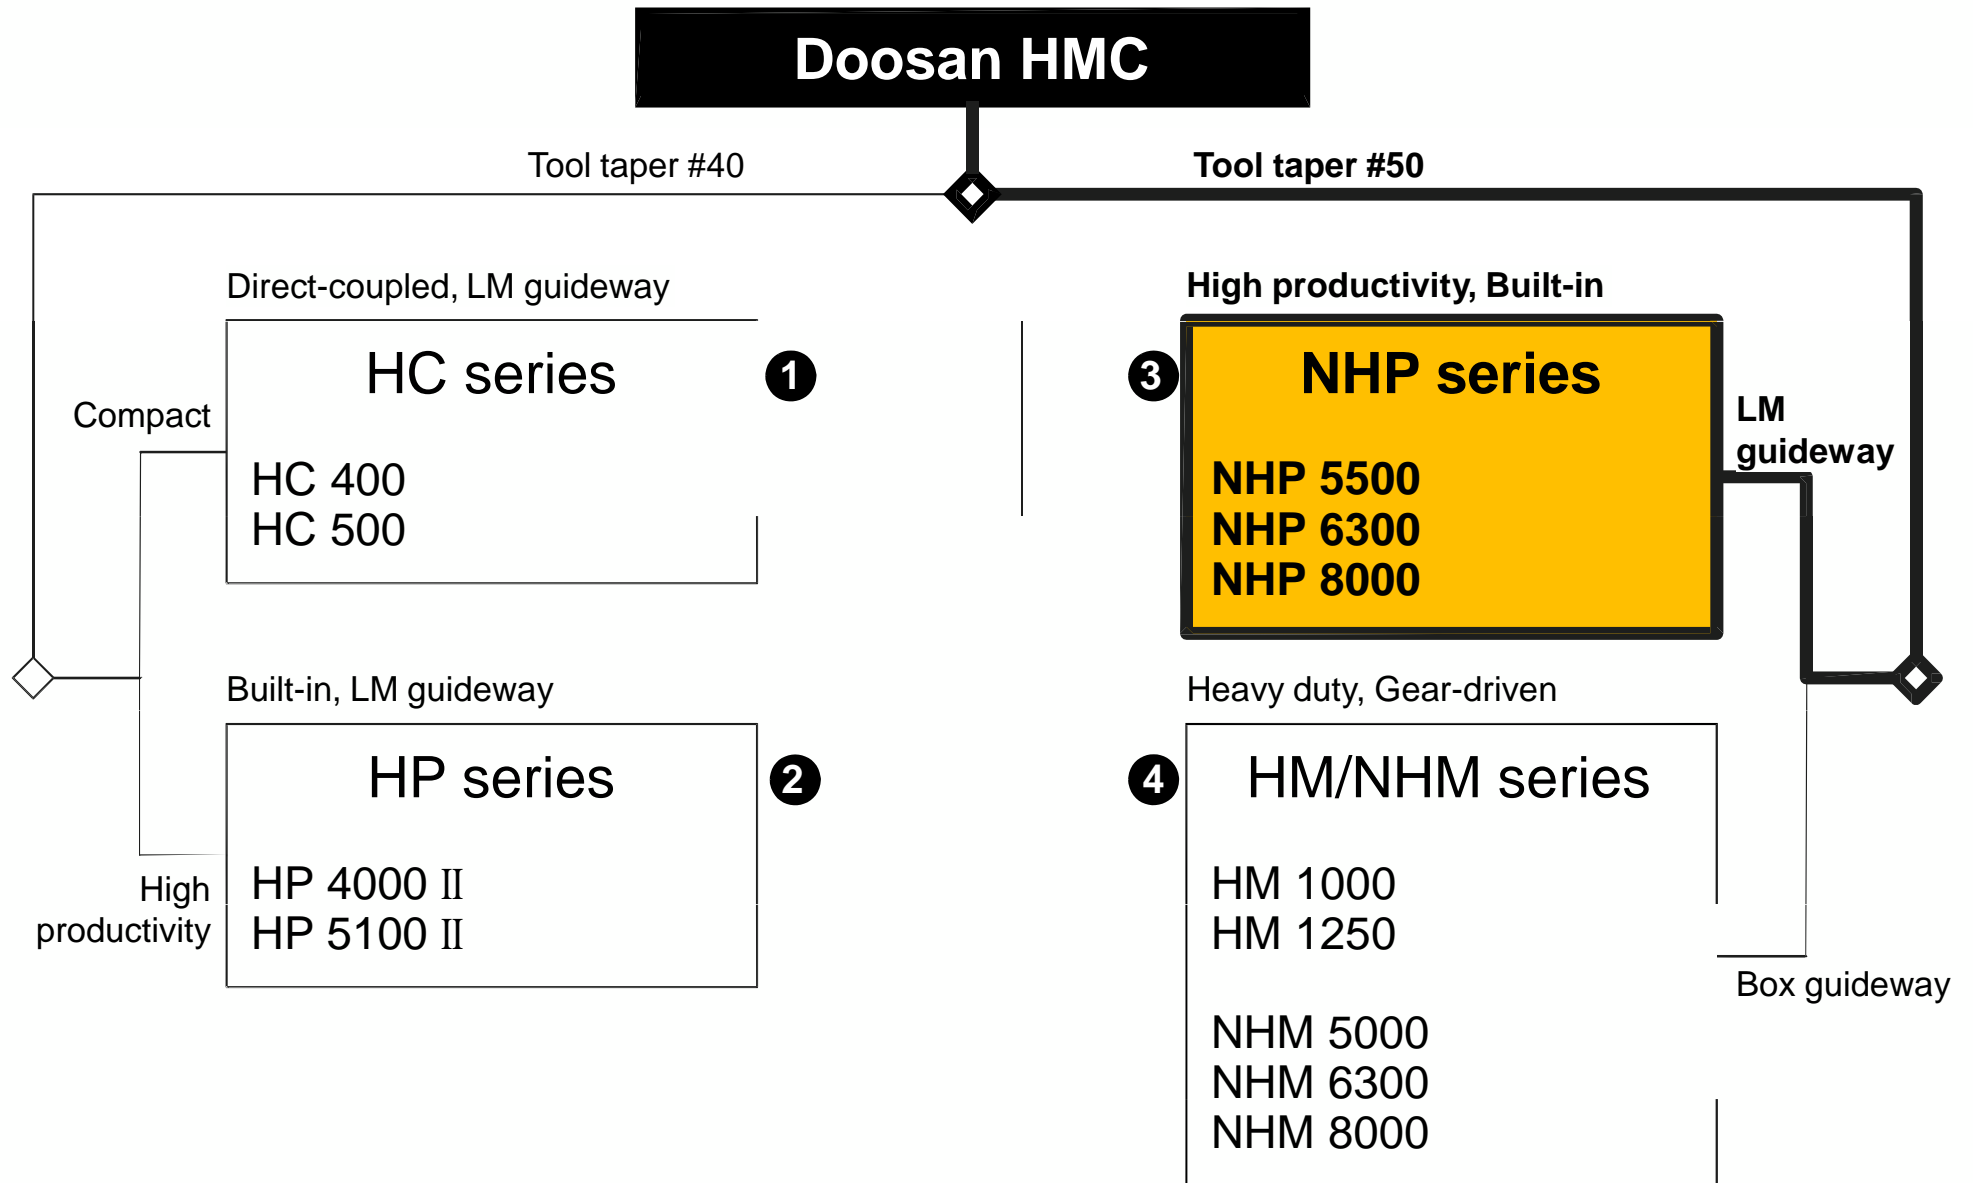 Doosan HMC
Tool taper #40
Tool taper #50
Direct-coupled, LM guideway
HC series
1
Compact
HC 400
HC 500
Built-in, LM guideway
HP series
2
High
productivity
HP 4000 Ⅱ
HP 5100 Ⅱ
High productivity, Built-in
3
NHP series
LM
guideway
NHP 5500
NHP 6300
NHP 8000
Heavy duty, Gear-driven
4
HM/NHM series
HM 1000
HM 1250
Box guideway
NHM 5000
NHM 6300
NHM 8000